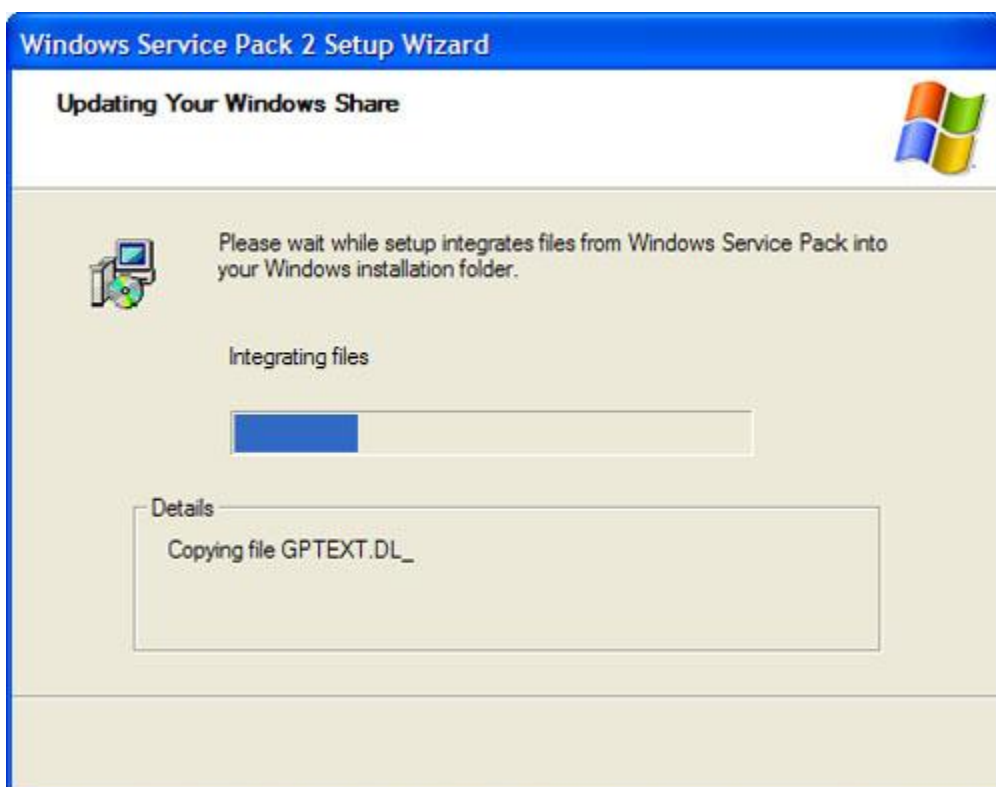 Windows Service Pack 2 Setup Wizard
Updating Your Windows Share
Please wait while setup integrates files from Windows Service Pack into
your Windows installation folder.
Integrating files
Details
Copying file GPTEXT.DL_